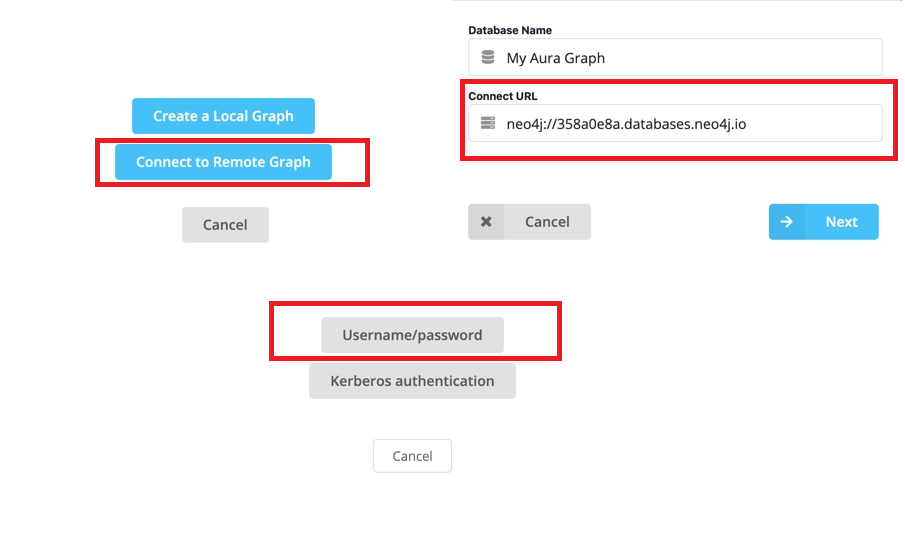 Create a Local Graph
Connect to Remote Graph
Cancel
Database Name
My Aura Graph
Connect URL
neo4j://358a0e8a.databases.neo4j.io
Cancel
Next
Username/password
Kerberos authentication
Cancel